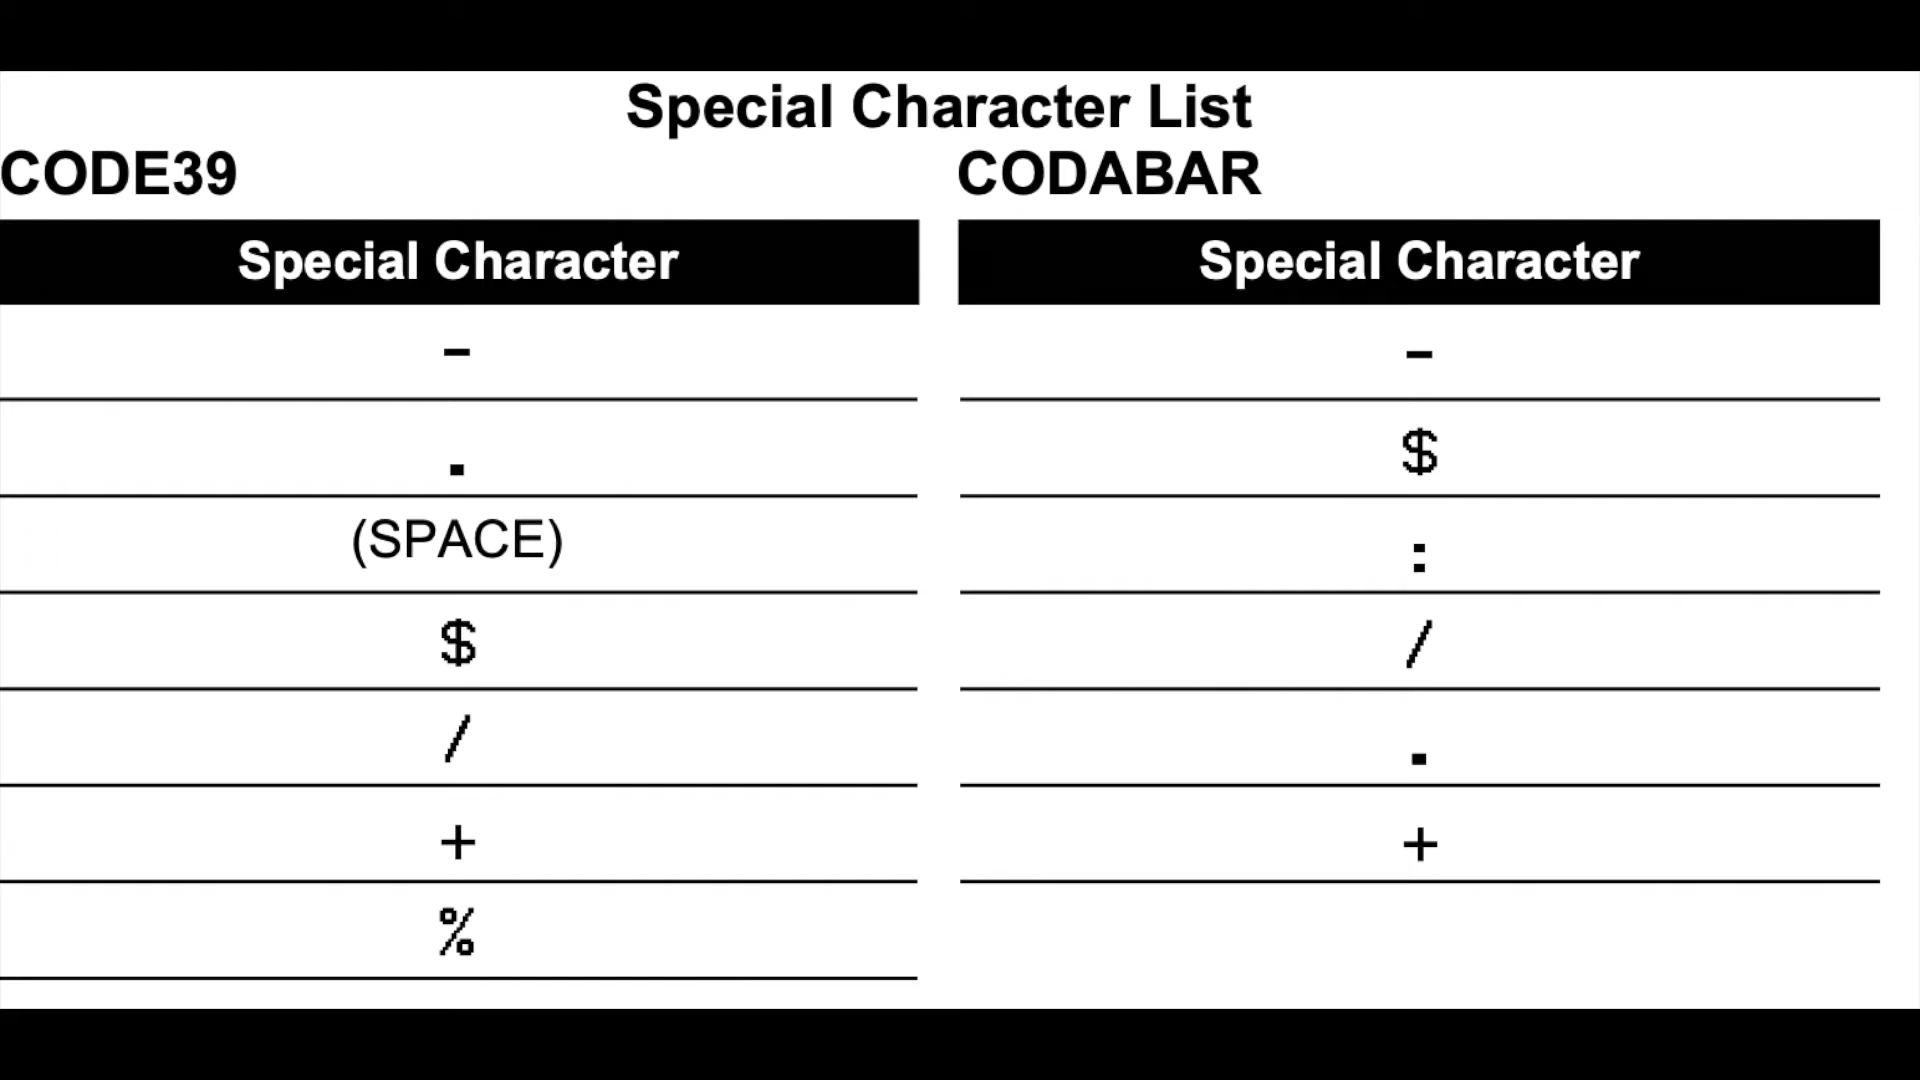 Special Character List
CODE39
Special Character
-
.
(SPACE)
$
/
+
%
CODABAR
Special Character
-
$
:
/
.
+